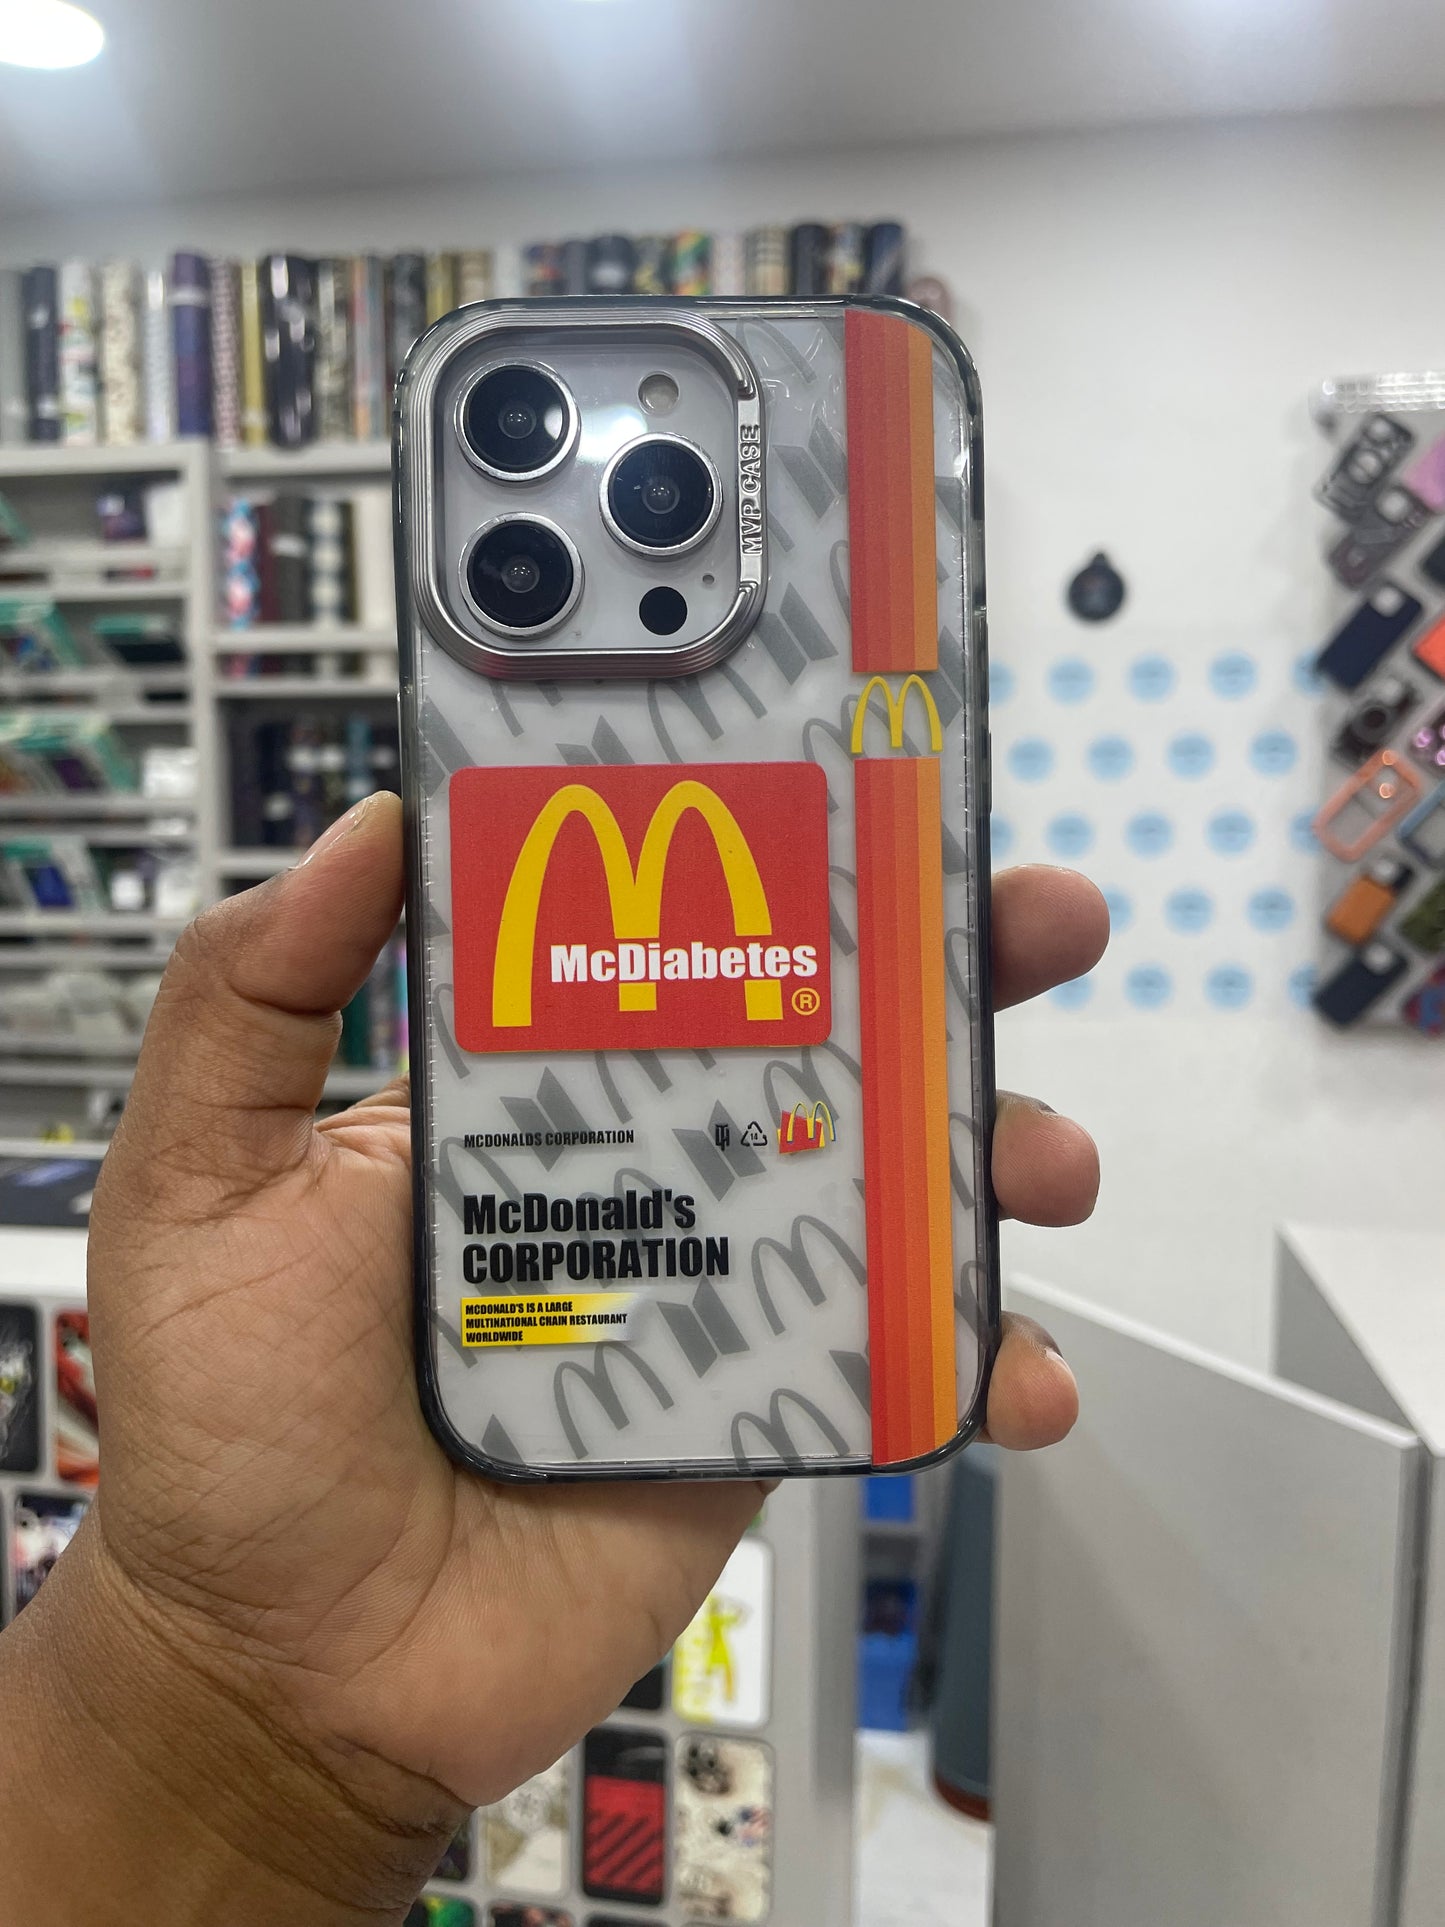 MVP CASE
McDiabetes
®
MCDONALDS CORPORATION
McDonald's
CORPORATION
MCDONALD'S IS A LARGE
MULTINATIONAL CHAIN RESTAURANT
WORLDWIDE